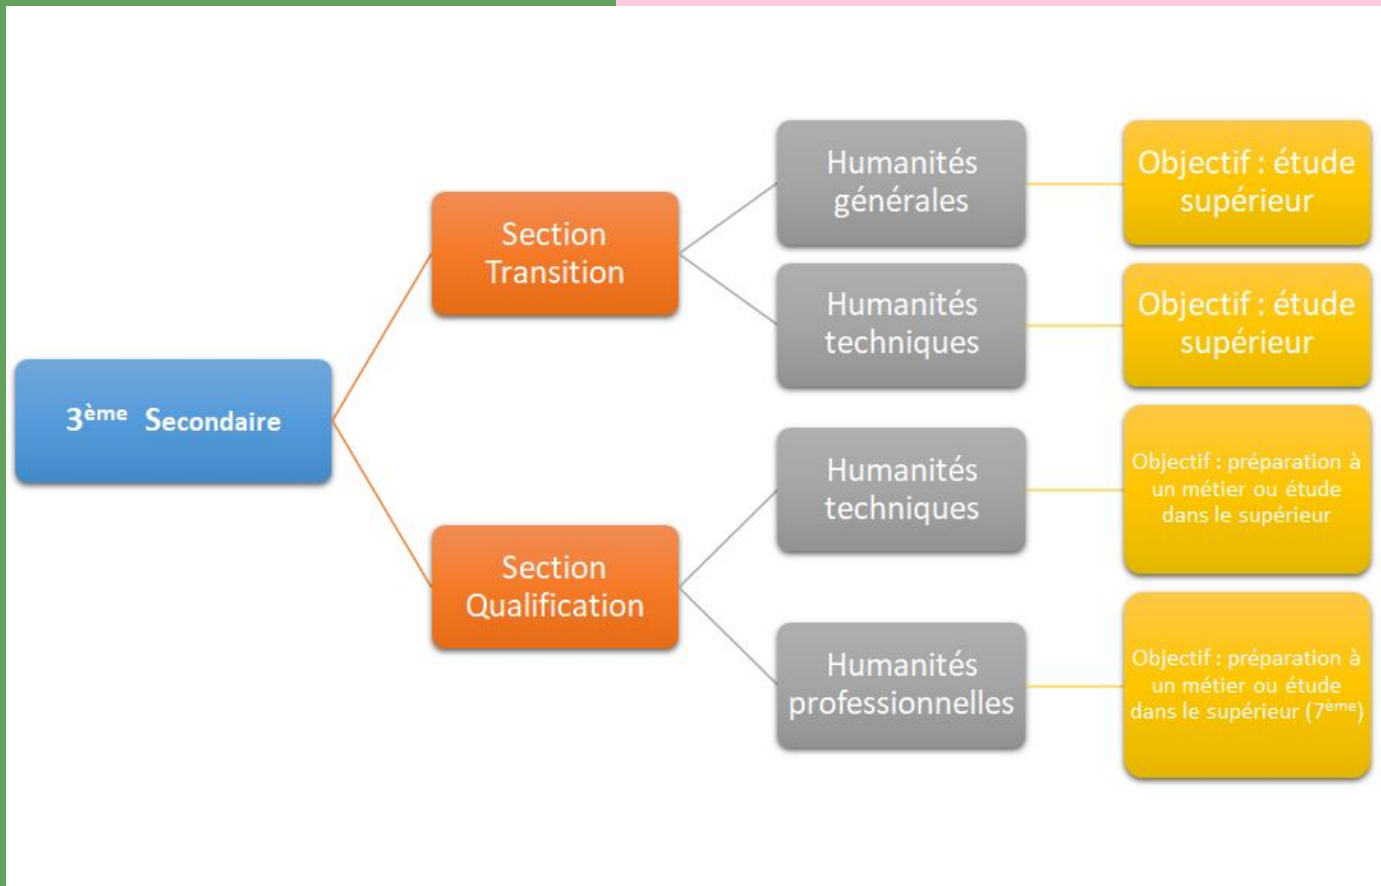 3ème Secondaire
Section
Transition
Section
Qualification
Humanités
générales
Humanités
techniques
Humanités
techniques
Humanités
professionnelles
Objectif : étude
supérieur
Objectif : étude
supérieur
Objectif : préparation à
un métier ou étude
dans le supérieur
Objectif : préparation à
un métier ou étude
dans le supérieur (7ème)